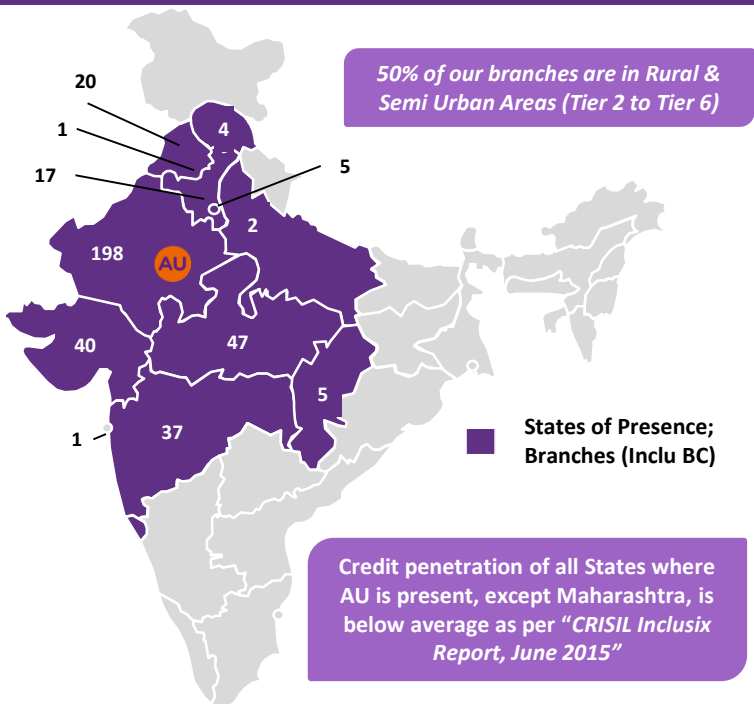 50% of our branches are in Rural &
Semi Urban Areas (Tier 2 to Tier 6)
20
4
1
5
17
2
198
AU
40
47
5
1
37
States of Presence;
Branches (Inclu BC)
Credit penetration of all States where
AU is present, except Maharashtra, is
below average as per “CRISIL Inclusix
Report, June 2015”